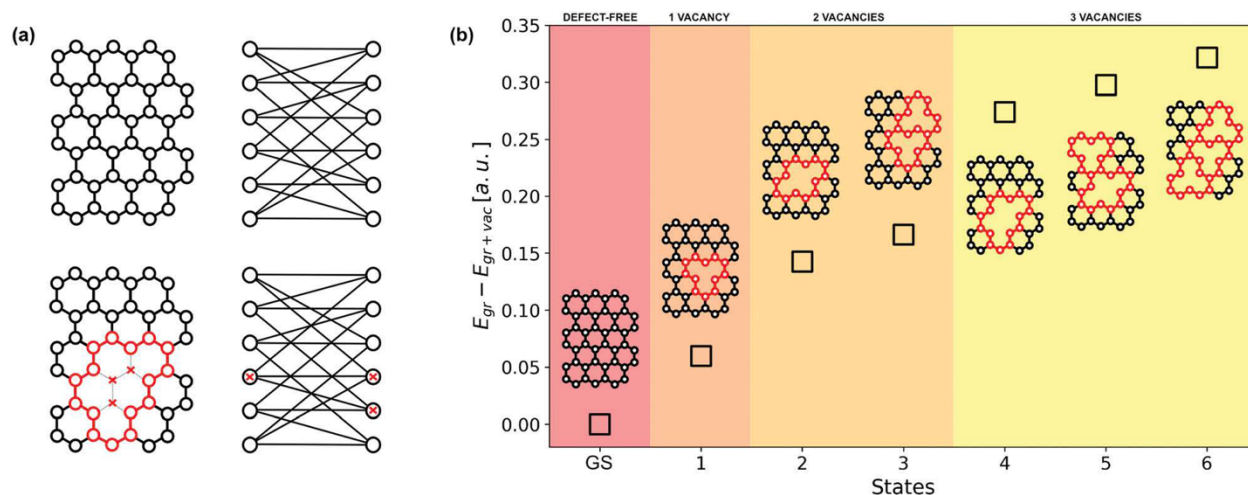 (a)
(b)
DEFECT-FREE
1 VACANCY
2 VACANCIES
3 VACANCIES
E_gr − E_gr+vac [a. u.]
0.35
0.30
0.25
0.20
0.15
0.10
0.05
0.00
GS 1 2 3 4 5 6
States